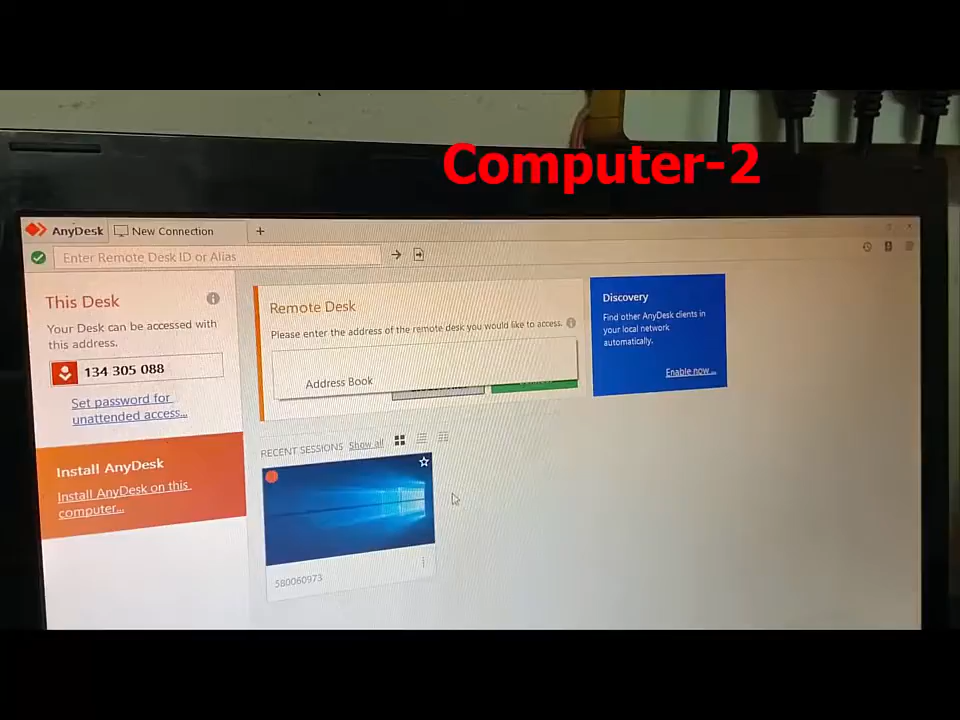 Computer-2
AnyDesk
New Connection
+
Enter Remote Desk ID or Alias
This Desk
Your Desk can be accessed with
this address.
134 305 088
Set password for
unattended access...
Install AnyDesk
Install AnyDesk on this
computer...
Remote Desk
Please enter the address of the remote desk you would like to access.
Address Book
Discovery
Find other AnyDesk clients in
your local network
automatically.
Enable now...
RECENT SESSIONS Show all
580060973